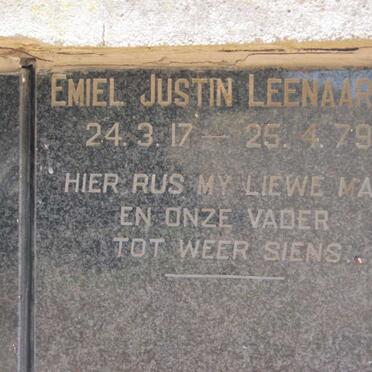 EMIEL JUSTIN LEENAAR
24.3.17 — 25.4.79
HIER RUS MY LIEWE MA
EN ONZE VADER
TOT WEER SIENS.